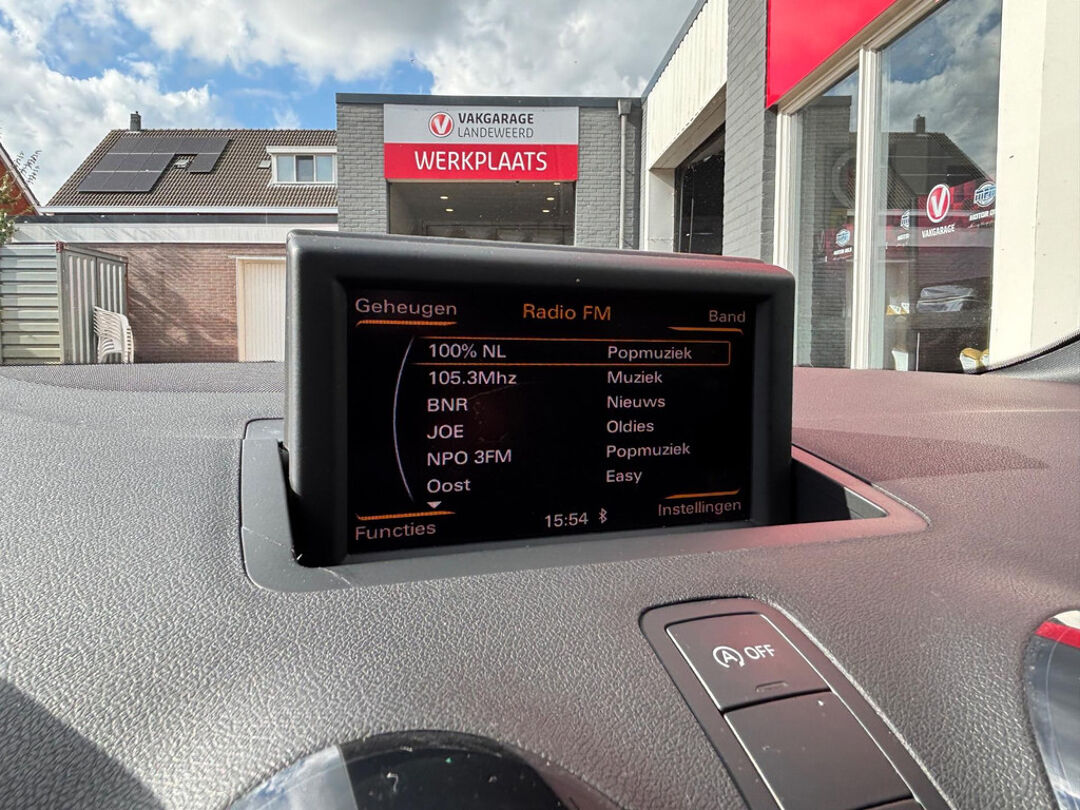 VAKGARAGE
LANDEWEERD
WERKPLAATS
VAKGARAGE
Geheugen
Radio FM
Band
100% NL Popmuziek
105.3Mhz Muziek
BNR Nieuws
JOE Oldies
NPO 3FM Popmuziek
Oost Easy
Functies
15:54
Instellingen
A OFF